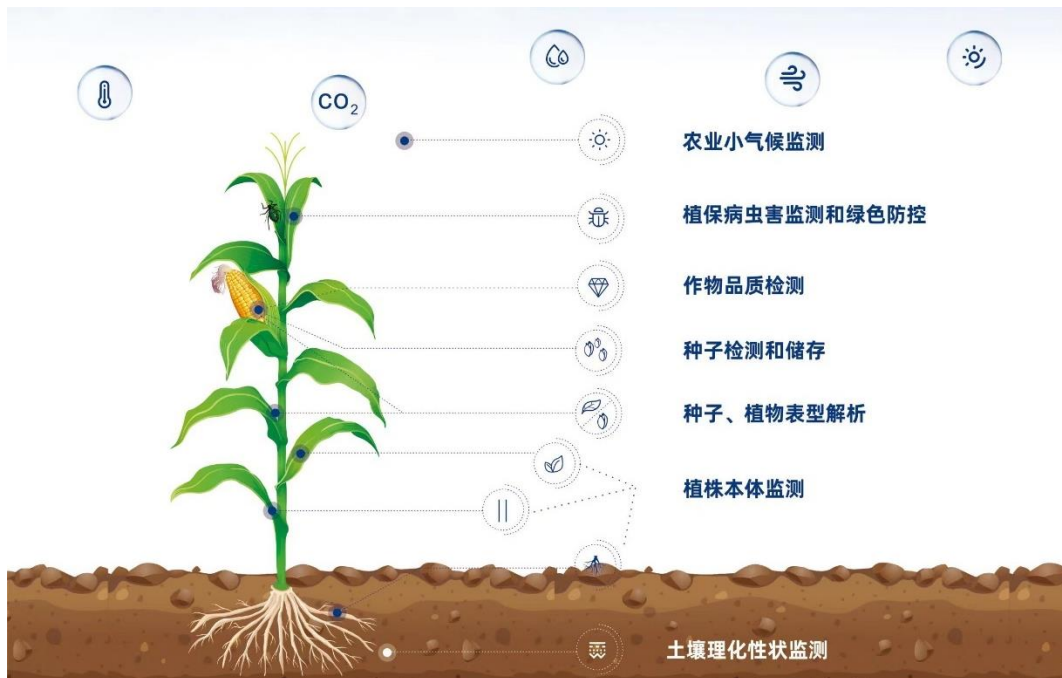 CO₂
农业小气候监测
植保病虫害监测和绿色防控
作物品质检测
种子检测和储存
种子、植物表型解析
植株本体监测
土壤理化性状监测